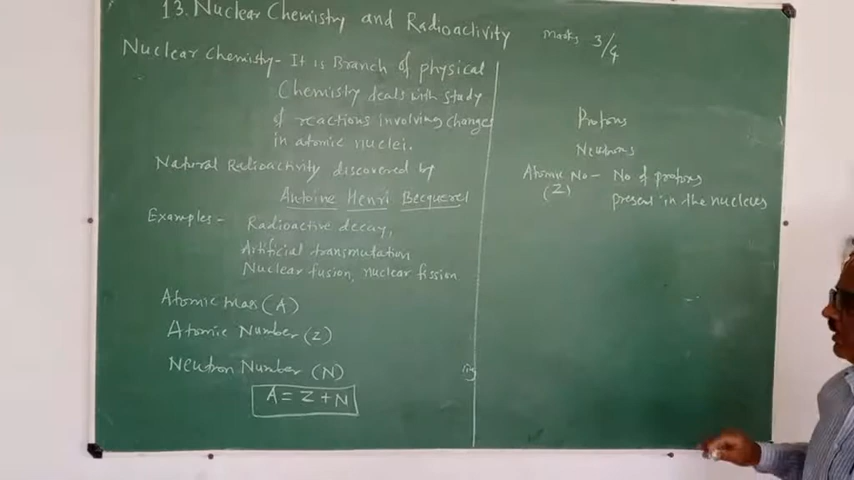 13. Nuclear Chemistry and Radioactivity
Marks 3/4
Nuclear Chemistry- It is Branch of physical
Chemistry deals with study
of reactions involving changes
in atomic nuclei.
Natural Radioactivity discovered by
Antoine Henri Becquerel
Examples- Radioactive decay,
Artificial transmutation
Nuclear fusion, nuclear fission
Atomic Mass (A)
Atomic Number (Z)
Neutron Number (N)
A = Z + N
Protons
Neutrons
Atomic No - No of protons
(Z) present in the nucleus